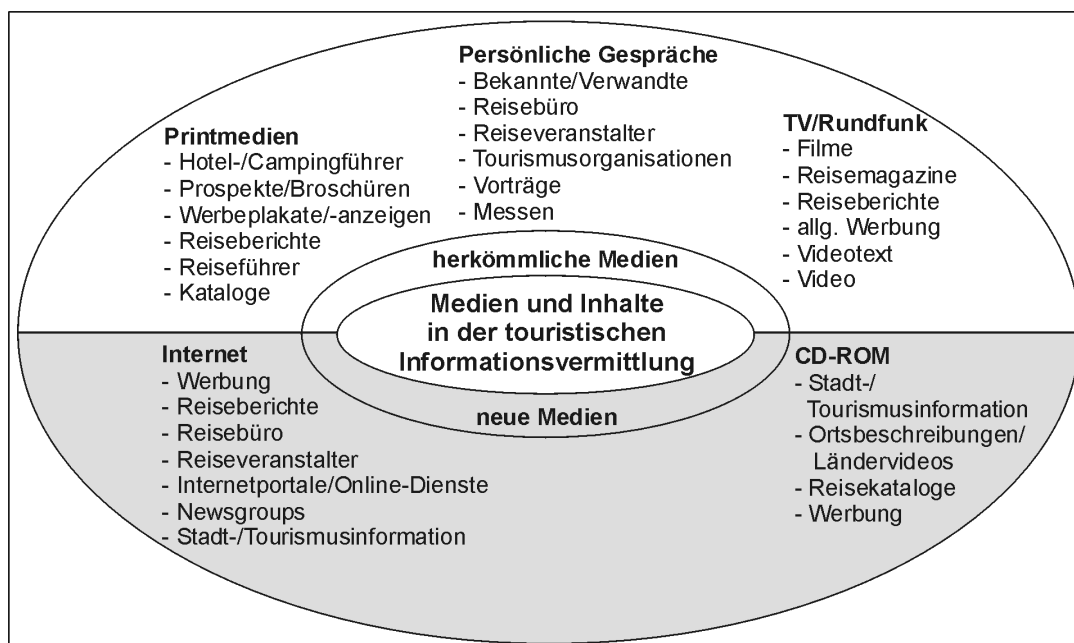 Persönliche Gespräche
- Bekannte/Verwandte
- Reisebüro
- Reiseveranstalter
- Tourismusorganisationen
- Vorträge
- Messen
Printmedien
- Hotel-/Campingführer
- Prospekte/Broschüren
- Werbeplakate/-anzeigen
- Reiseberichte
- Reiseführer
- Kataloge
TV/Rundfunk
- Filme
- Reisemagazine
- Reiseberichte
- allg. Werbung
- Videotext
- Video
herkömmliche Medien
Medien und Inhalte
in der touristischen
Informationsvermittlung
neue Medien
Internet
- Werbung
- Reiseberichte
- Reisebüro
- Reiseveranstalter
- Internetportale/Online-Dienste
- Newsgroups
- Stadt-/Tourismusinformation
CD-ROM
- Stadt-/
Tourismusinformation
- Ortsbeschreibungen/
Ländervideos
- Reisekataloge
- Werbung